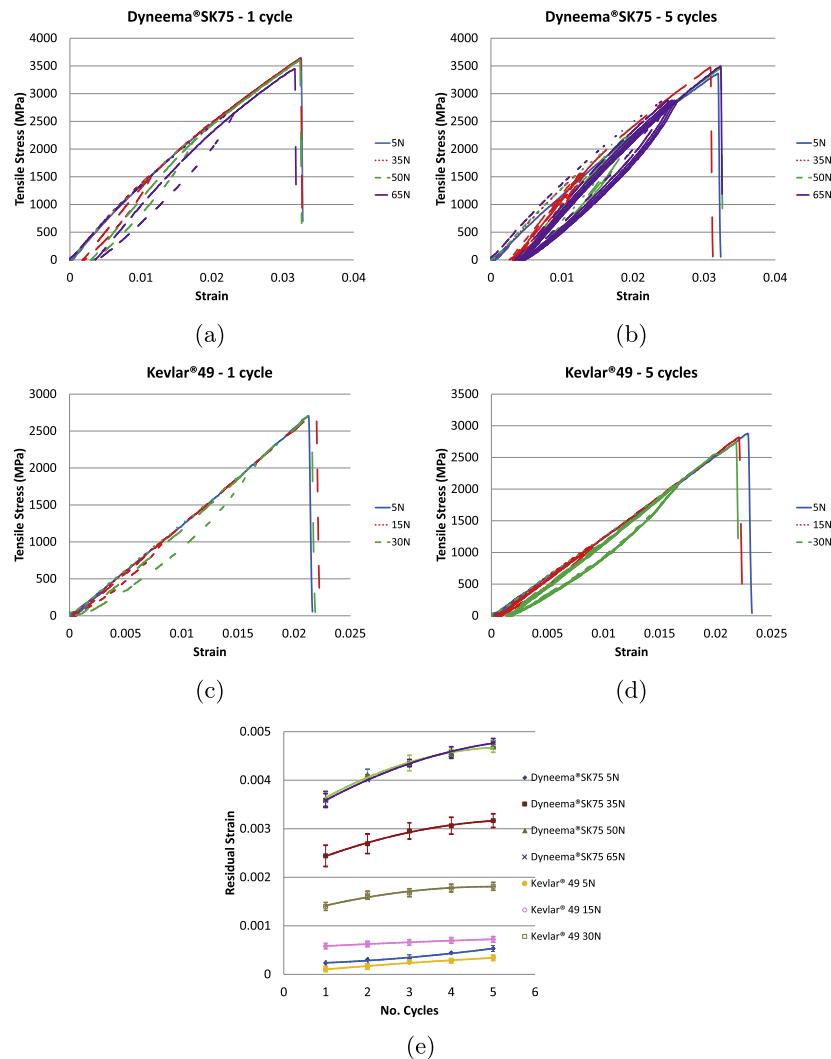 Dyneema®SK75 - 1 cycle
4000
3500
3000
2500
2000
1500
1000
500
0
Tensile Stress (MPa)
0 0.01 0.02 0.03 0.04
Strain
5N
35N
50N
65N
(a)
Dyneema®SK75 - 5 cycles
4000
3500
3000
2500
2000
1500
1000
500
0
Tensile Stress (MPa)
0 0.01 0.02 0.03 0.04
Strain
5N
35N
50N
65N
(b)
Kevlar®49 - 1 cycle
3000
2500
2000
1500
1000
500
0
Tensile Stress (MPa)
0 0.005 0.01 0.015 0.02 0.025
Strain
5N
15N
30N
(c)
Kevlar®49 - 5 cycles
3500
3000
2500
2000
1500
1000
500
0
Tensile Stress (MPa)
0 0.005 0.01 0.015 0.02 0.025
Strain
5N
15N
30N
(d)
0.005
0.004
0.003
0.002
0.001
0
Residual Strain
0 1 2 3 4 5 6
No. Cycles
Dyneema®SK75 5N
Dyneema®SK75 35N
Dyneema®SK75 50N
Dyneema®SK75 65N
Kevlar® 49 5N
Kevlar® 49 15N
Kevlar® 49 30N
(e)